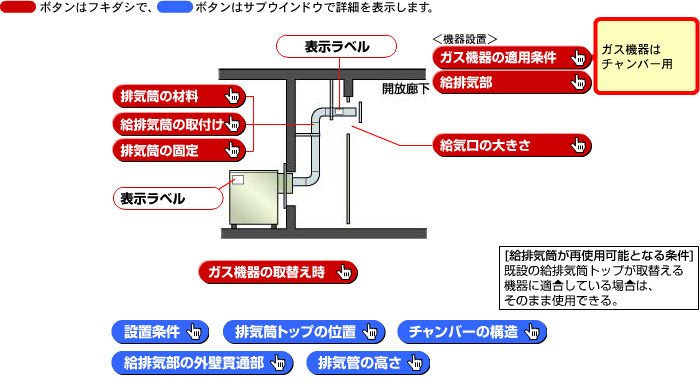 ボタンはフキダシで、 ボタンはサブウインドウで詳細を表示します。
表示ラベル
＜機器設置＞
ガス機器の適用条件
ガス機器は
チャンバー用
給排気部
開放廊下
排気筒の材料
給排気筒の取付け
排気筒の固定
給気口の大きさ
表示ラベル
ガス機器の取替え時
[給排気筒が再使用可能となる条件]
既設の給排気筒トップが取替える
機器に適合している場合は、
そのまま使用できる。
設置条件
排気筒トップの位置
チャンバーの構造
給排気部の外壁貫通部
排気管の高さ